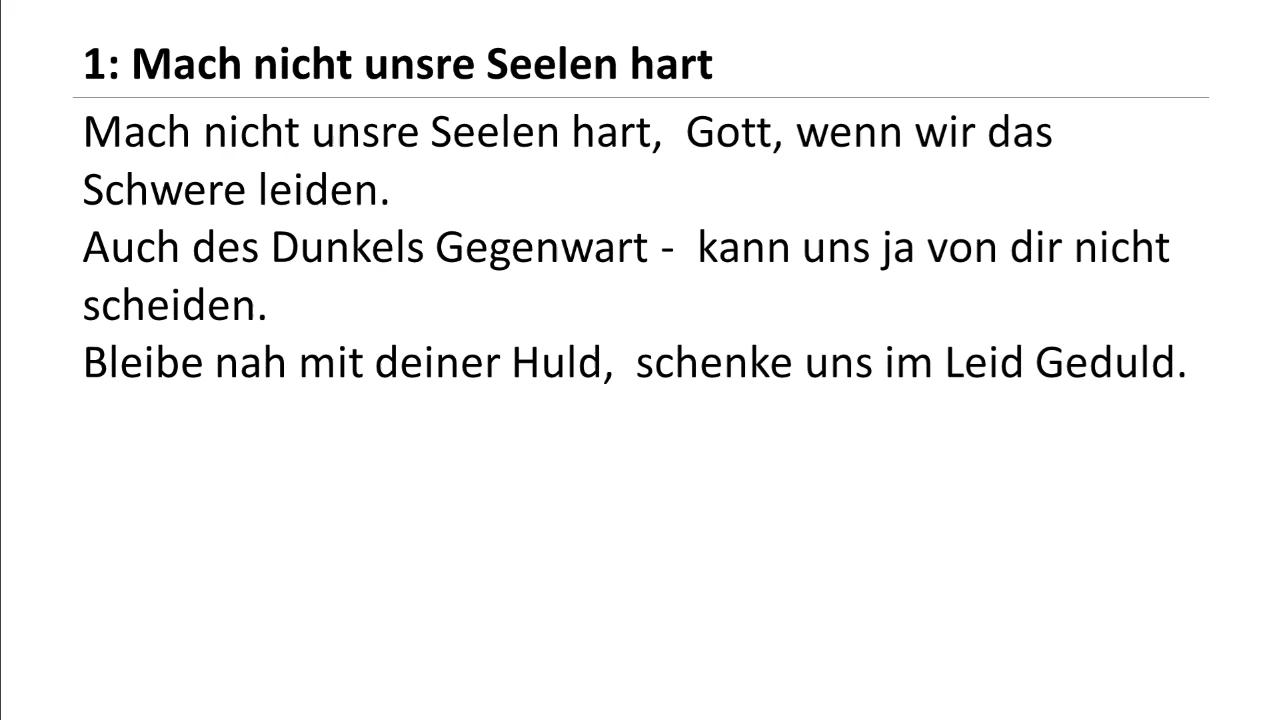 1: Mach nicht unsre Seelen hart
Mach nicht unsre Seelen hart,  Gott, wenn wir das
Schwere leiden.
Auch des Dunkels Gegenwart -  kann uns ja von dir nicht
scheiden.
Bleibe nah mit deiner Huld,  schenke uns im Leid Geduld.